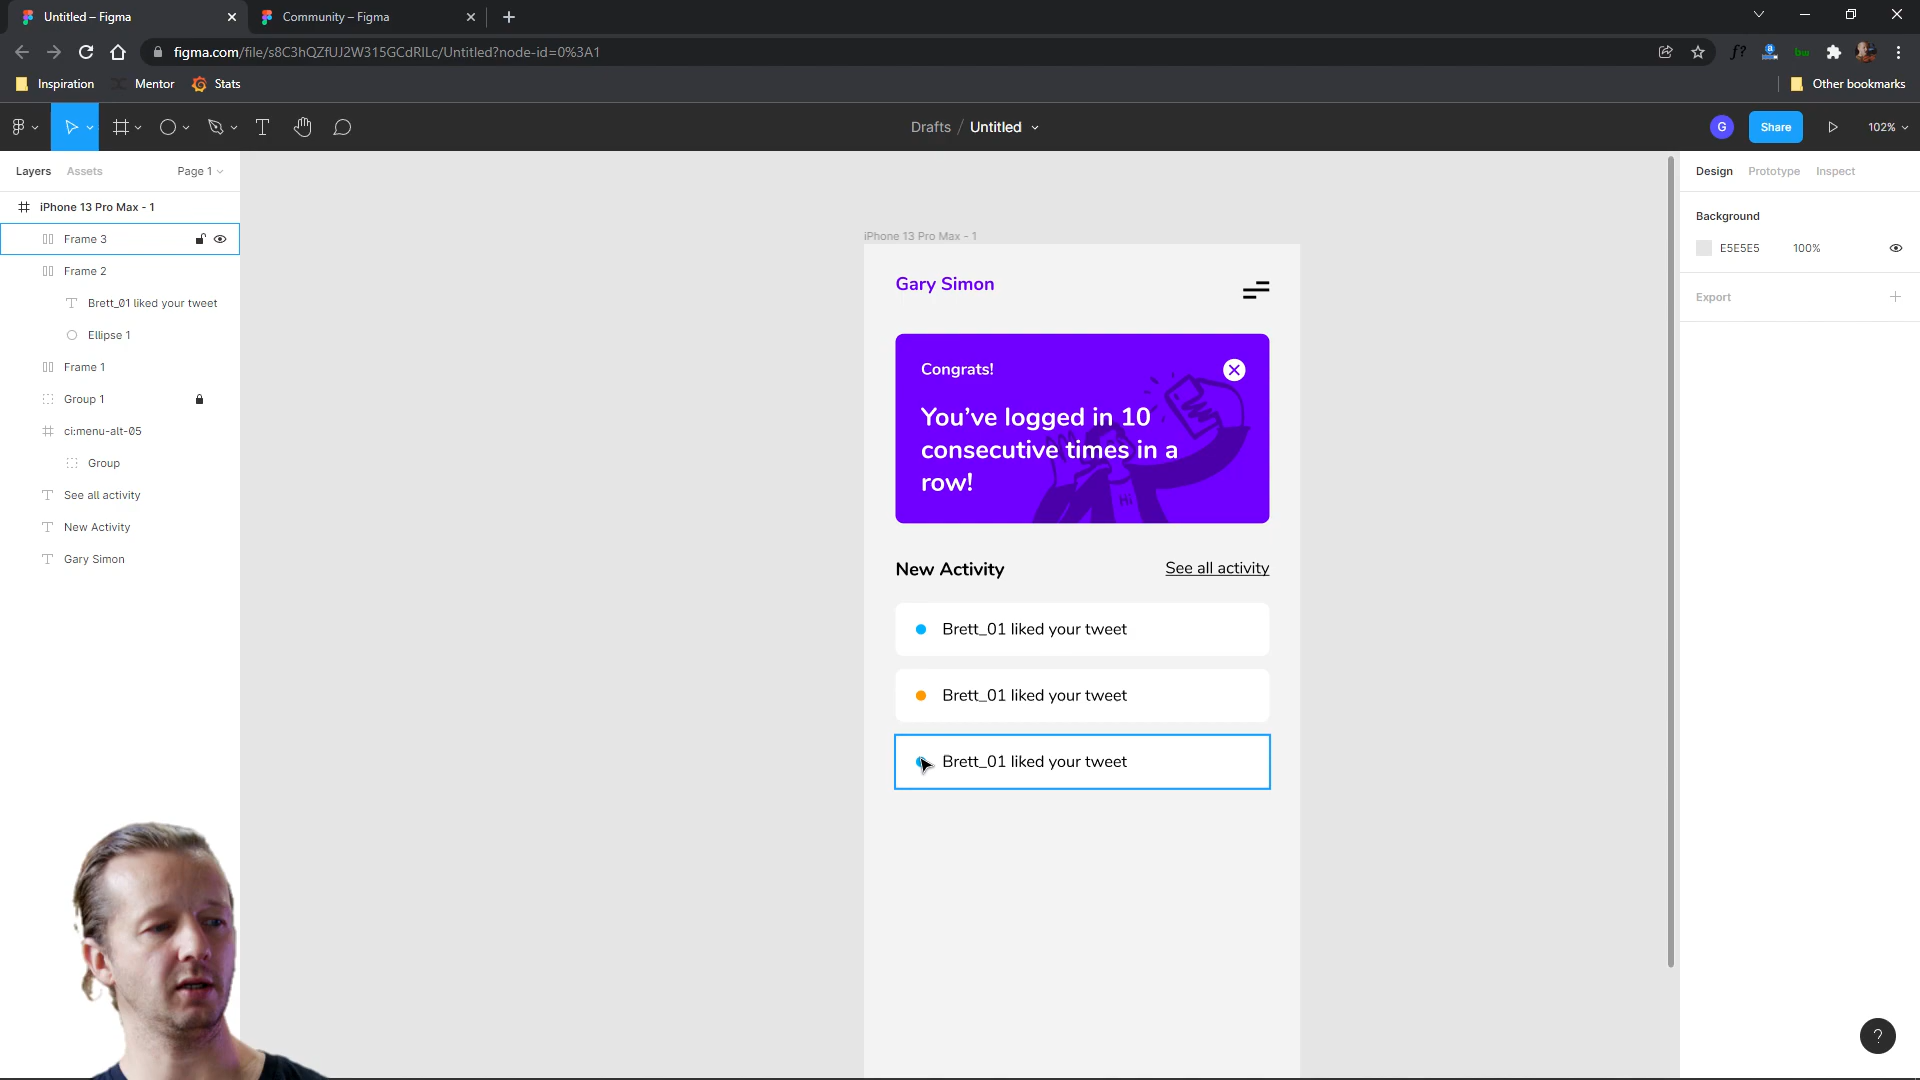 Untitled – Figma
Community – Figma
figma.com/file/s8C3hQZfUJ2W315GCdRILc/Untitled?node-id=0%3A1
f?
bw
Inspiration
Mentor
Stats
Other bookmarks
Drafts / Untitled
G
Share
102%
Layers
Assets
Page 1
Design
Prototype
Inspect
iPhone 13 Pro Max - 1
Frame 3
Frame 2
Brett_01 liked your tweet
Ellipse 1
Frame 1
Group 1
ci:menu-alt-05
Group
See all activity
New Activity
Gary Simon
iPhone 13 Pro Max - 1
Gary Simon
Congrats!
You’ve logged in 10
consecutive times in a
row!
Hi
New Activity
See all activity
Brett_01 liked your tweet
Brett_01 liked your tweet
Brett_01 liked your tweet
Background
E5E5E5
100%
Export
?